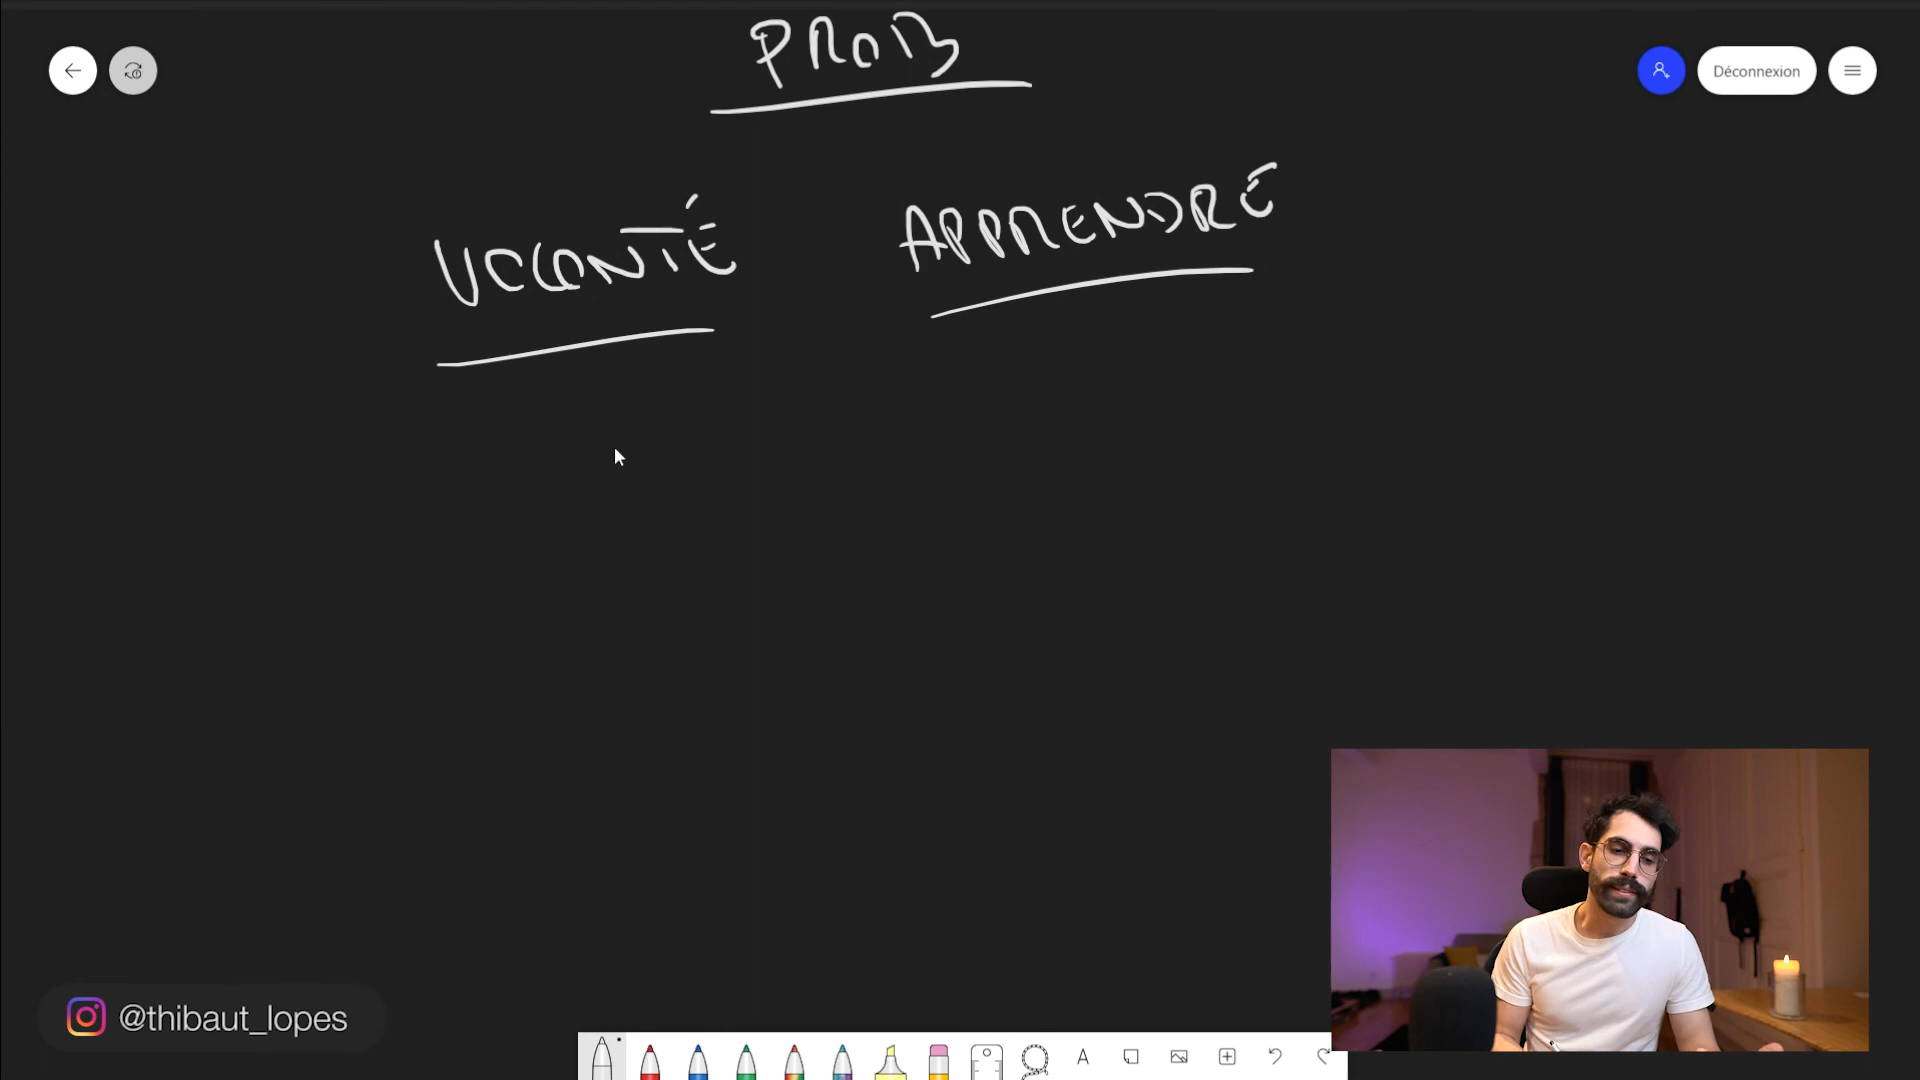 PROB
Déconnexion
VOLONTÉ APPRENDRE
@thibaut_lopes
A